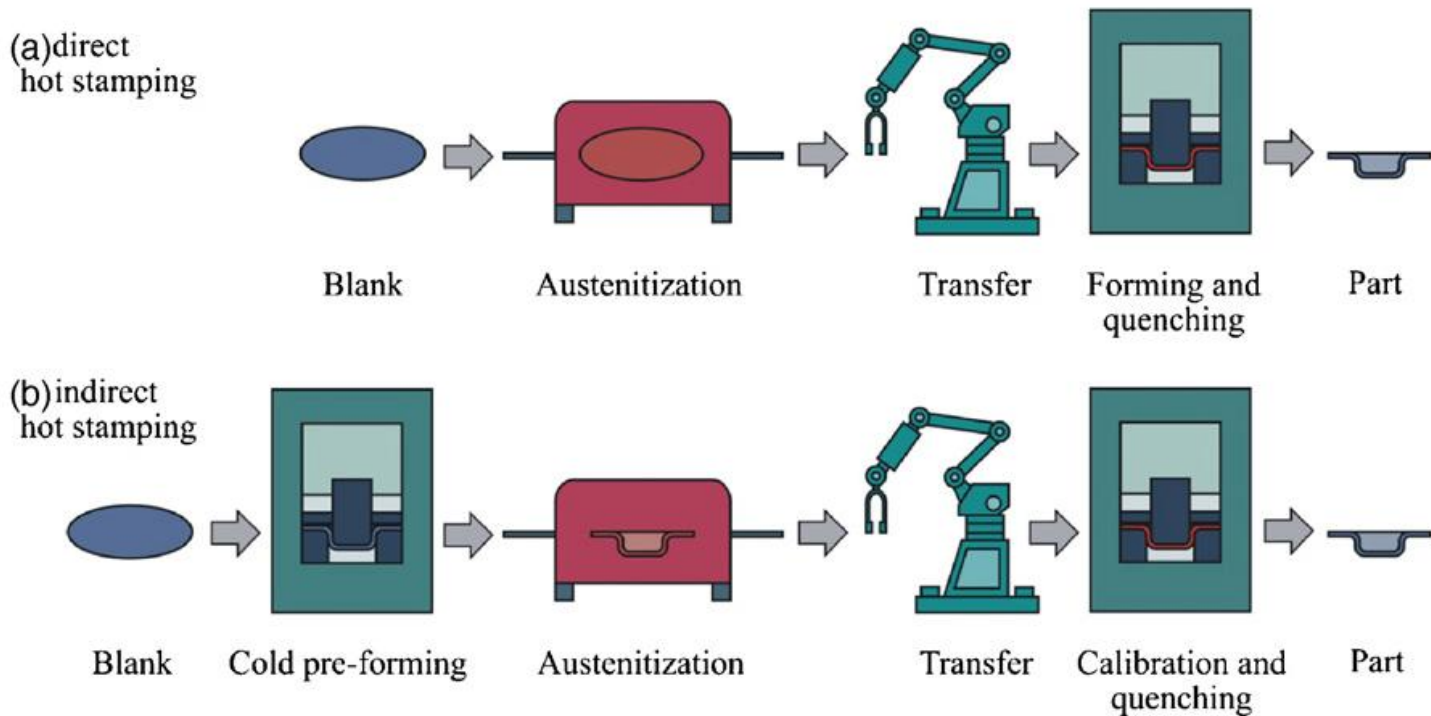 (a)direct
hot stamping
Blank
Austenitization
Transfer
Forming and
quenching
Part
(b)indirect
hot stamping
Blank
Cold pre-forming
Austenitization
Transfer
Calibration and
quenching
Part